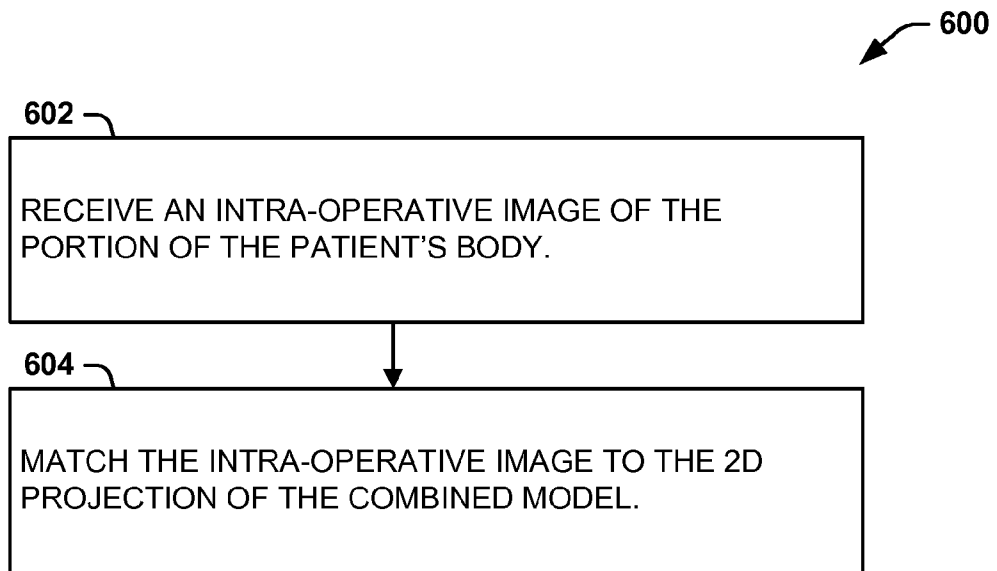 600
602
RECEIVE AN INTRA-OPERATIVE IMAGE OF THE
PORTION OF THE PATIENT'S BODY.
604
MATCH THE INTRA-OPERATIVE IMAGE TO THE 2D
PROJECTION OF THE COMBINED MODEL.